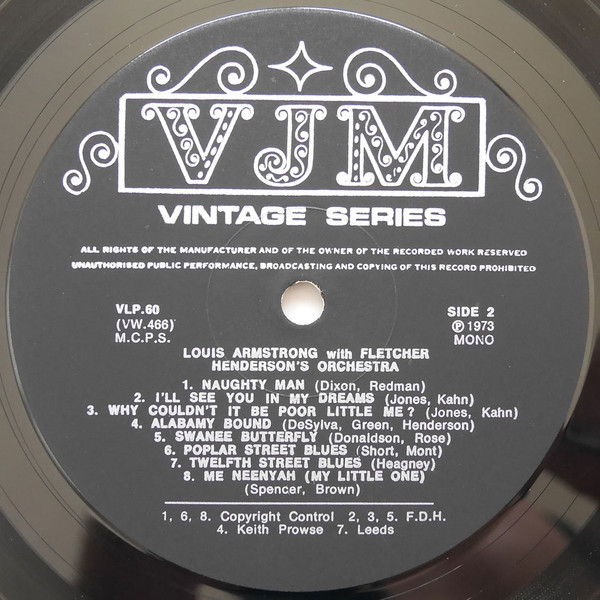 VJM
VINTAGE SERIES
ALL RIGHTS OF THE MANUFACTURER AND OF THE OWNER OF THE RECORDED WORK RESERVED
UNAUTHORISED PUBLIC PERFORMANCE, BROADCASTING AND COPYING OF THIS RECORD PROHIBITED
VLP.60
(VW.466)
M.C.P.S.
SIDE 2
Ⓟ 1973
MONO
LOUIS ARMSTRONG with FLETCHER
HENDERSON'S ORCHESTRA
1. NAUGHTY MAN (Dixon, Redman)
2. I'LL SEE YOU IN MY DREAMS (Jones, Kahn)
3. WHY COULDN'T IT BE POOR LITTLE ME? (Jones, Kahn)
4. ALABAMY BOUND (DeSylva, Green, Henderson)
5. SWANEE BUTTERFLY (Donaldson, Rose)
6. POPLAR STREET BLUES (Short, Mont)
7. TWELFTH STREET BLUES (Heagney)
8. ME NEENYAH (MY LITTLE ONE)
(Spencer, Brown)
1, 6, 8. Copyright Control 2, 3, 5. F.D.H.
4. Keith Prowse 7. Leeds